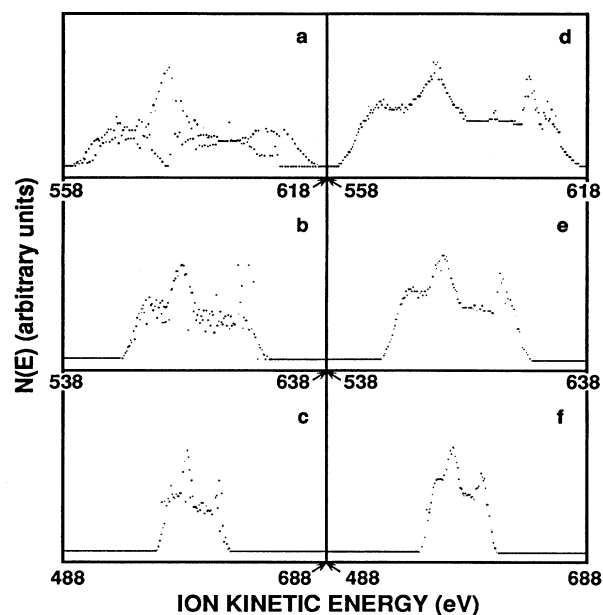 a d
558 618 558 618
b e
538 638 538 638
c f
488 688 488 688
N(E) (arbitrary units)
ION KINETIC ENERGY (eV)